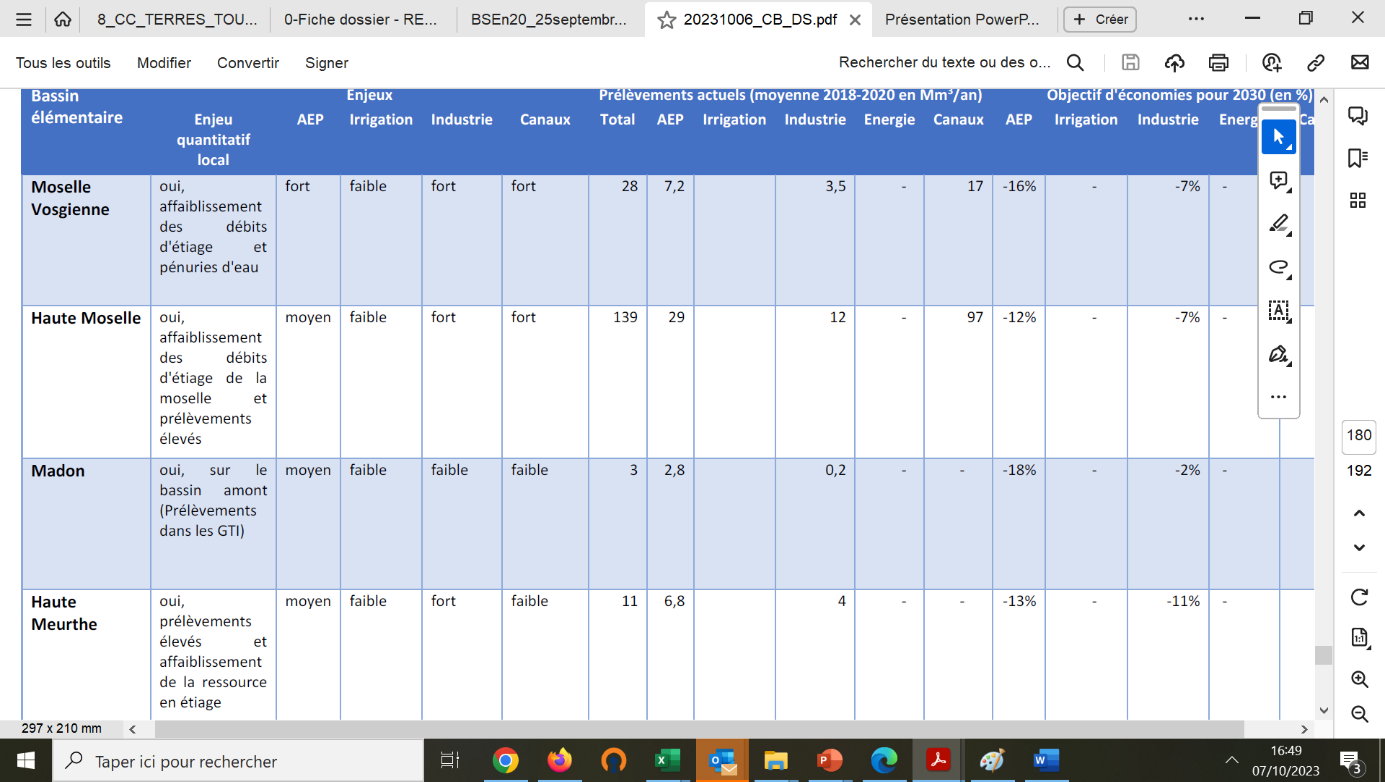 8_CC_TERRES_TOU...
0-Fiche dossier - RE...
BSEn20_25septembr...
20231006_CB_DS.pdf
Présentation PowerP...
+ Créer
Tous les outils Modifier Convertir Signer
Rechercher du texte ou des o...
Bassin élémentaire
Enjeux
Prélèvements actuels (moyenne 2018-2020 en Mm³/an)
Objectif d'économies pour 2030 (en %)
Enjeu quantitatif local
AEP Irrigation Industrie Canaux Total AEP Irrigation Industrie Energie Canaux AEP Irrigation Industrie Energ Ca
Moselle Vosgienne
oui,
affaiblissement
des débits
d'étiage et
pénuries d'eau
fort faible fort fort 28 7,2 3,5 - 17 -16% - -7% -
Haute Moselle
oui,
affaiblissement
des débits
d'étiage de la
moselle et
prélèvements
élevés
moyen faible fort fort 139 29 12 - 97 -12% - -7% -
Madon
oui, sur le
bassin amont
(Prélèvements
dans les GTI)
moyen faible faible faible 3 2,8 0,2 - - -18% - -2% -
Haute Meurthe
oui,
prélèvements
élevés et
affaiblissement
de la ressource
en étiage
moyen faible fort faible 11 6,8 4 - - -13% - -11% -
180
192
297 x 210 mm
Taper ici pour rechercher
16:49
07/10/2023
3